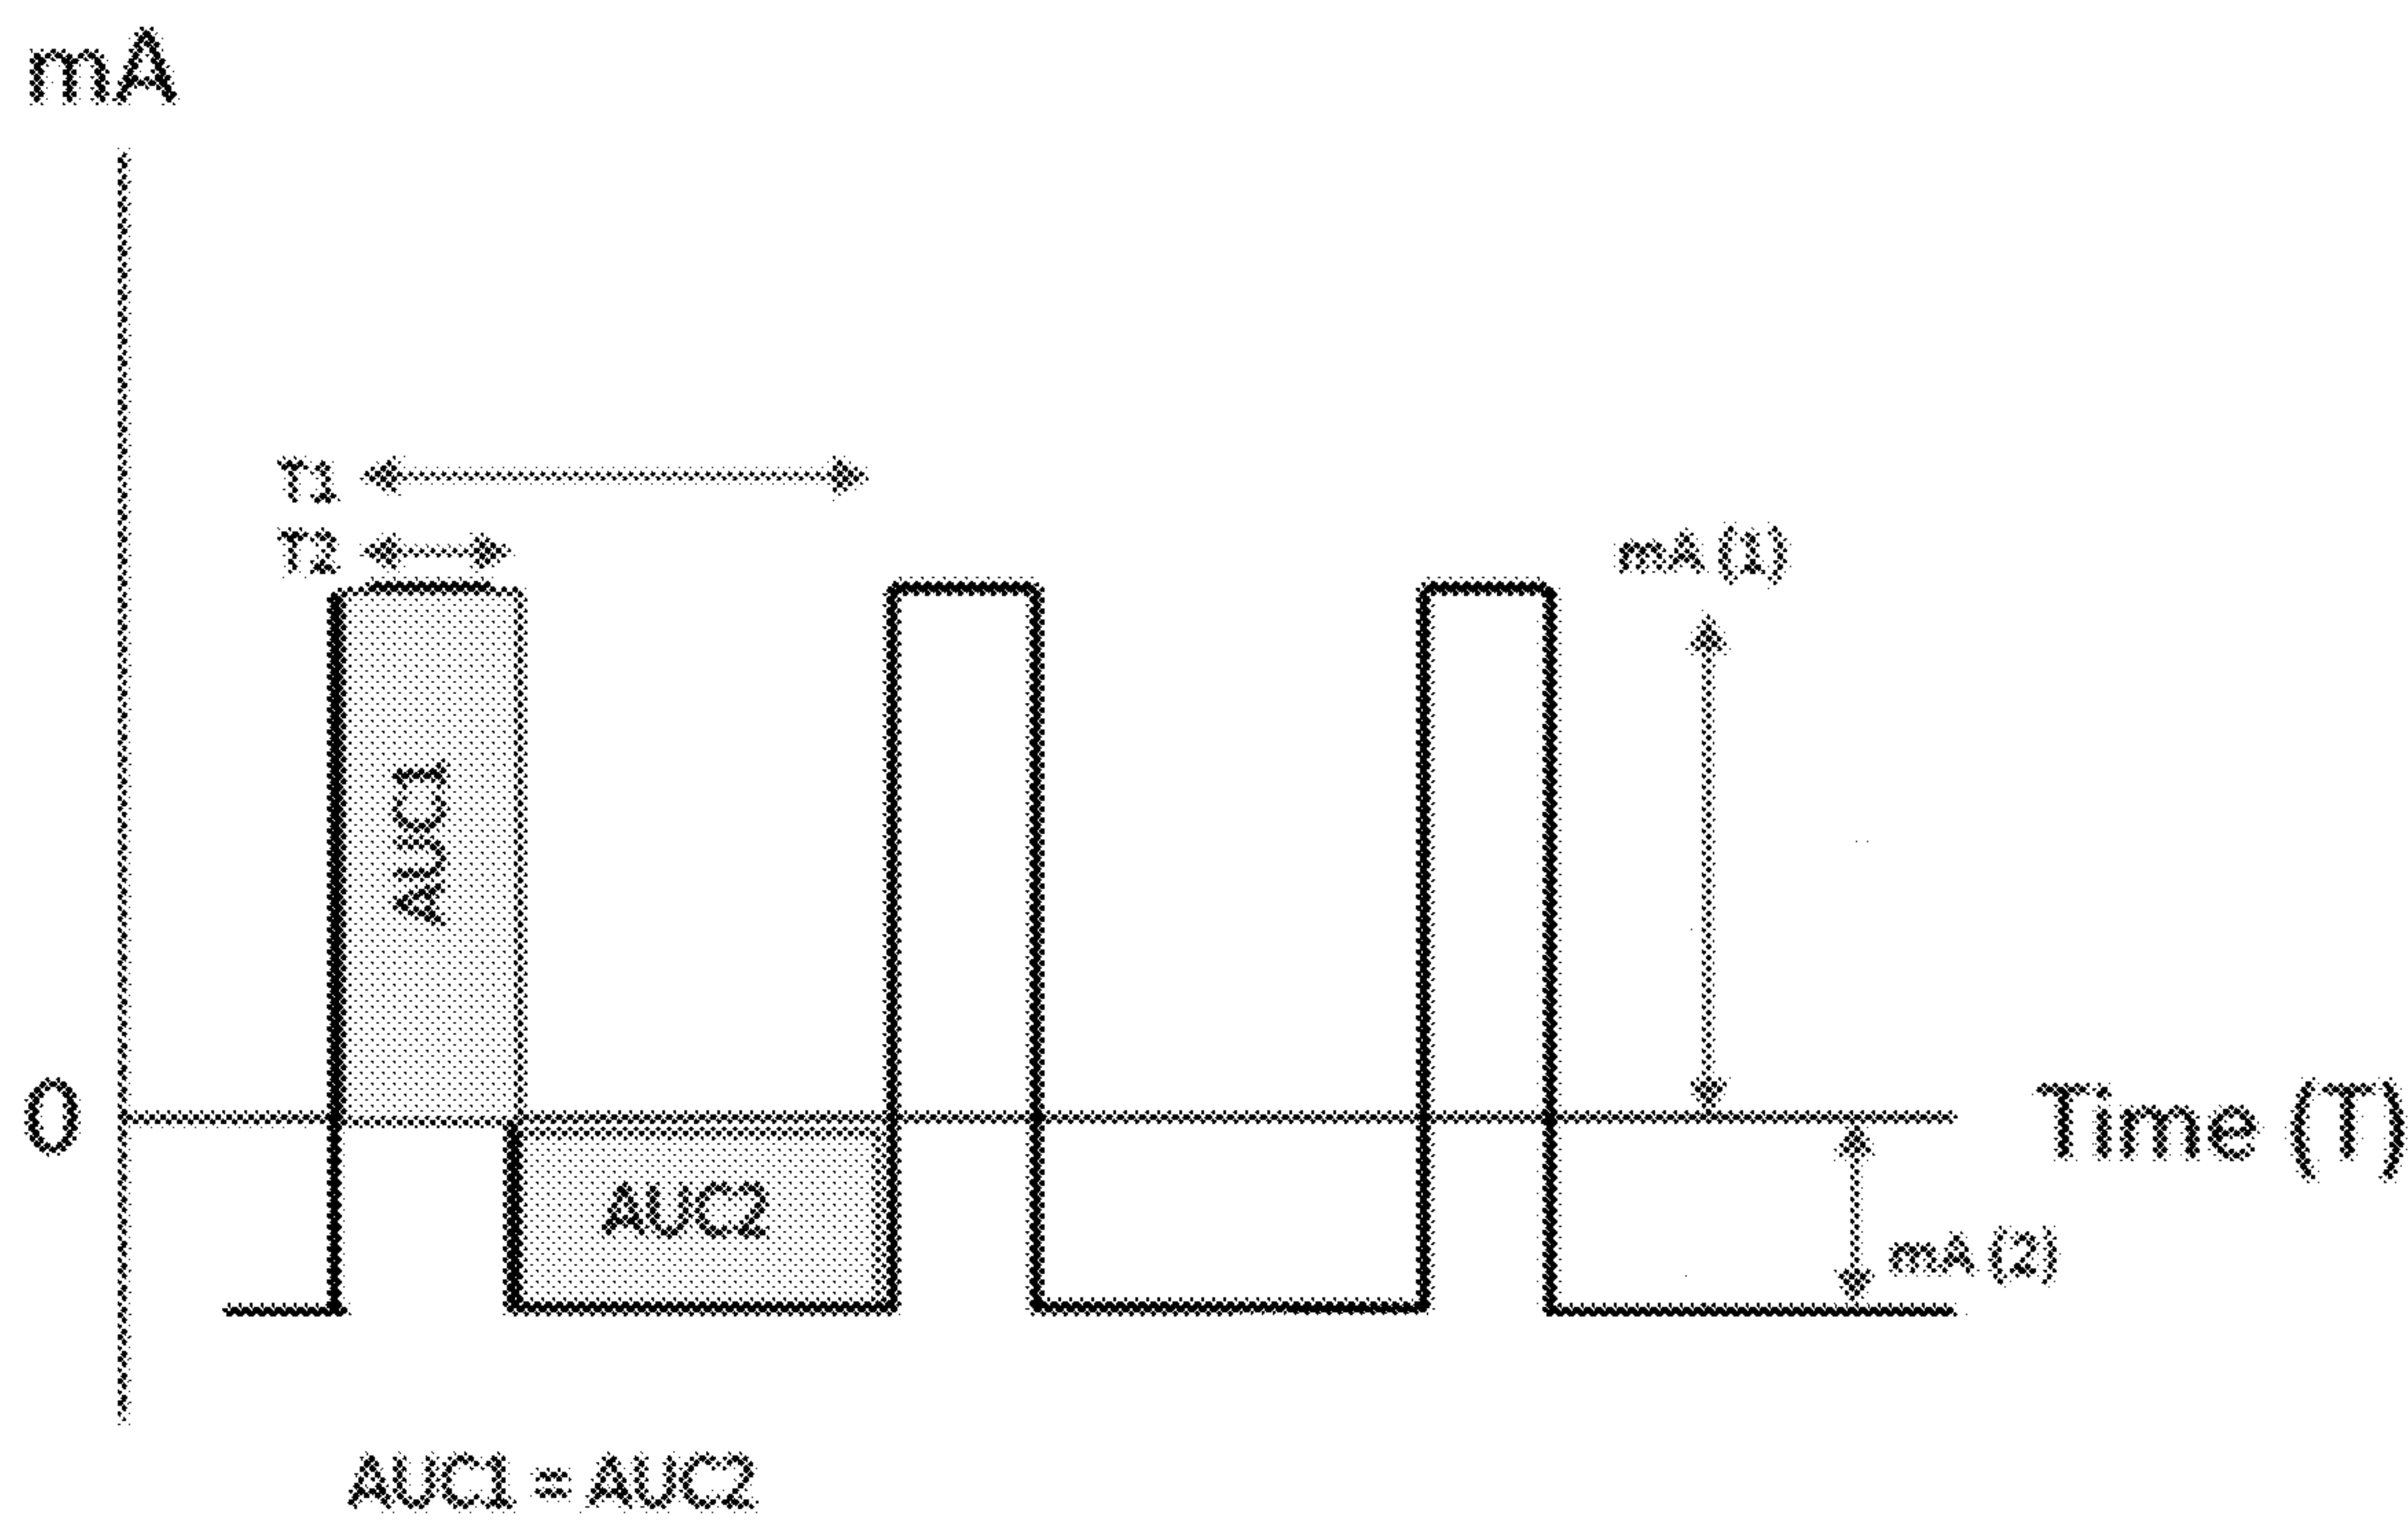 mA
T1
T2
mA (1)
AUC1
0
Time (T)
AUC2
mA (2)
AUC1 = AUC2